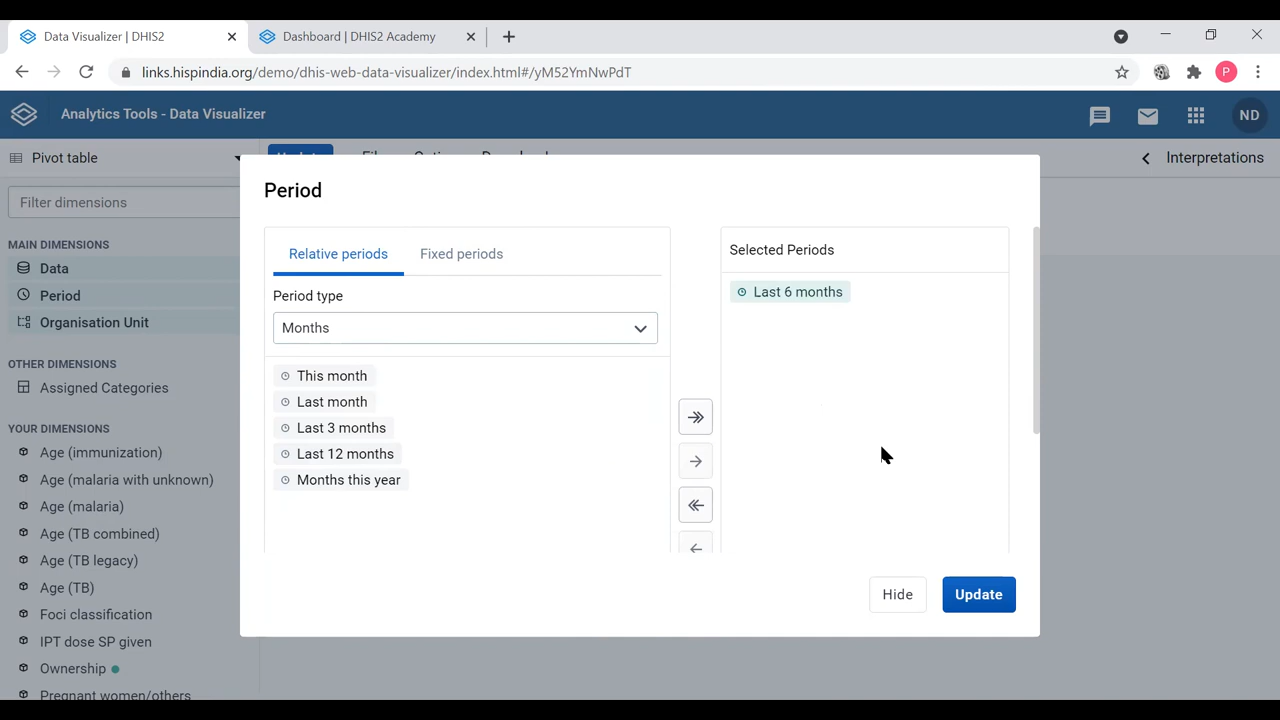 Data Visualizer | DHIS2
Dashboard | DHIS2 Academy
links.hispindia.org/demo/dhis-web-data-visualizer/index.html#/yM52YmNwPdT
P
Analytics Tools - Data Visualizer
ND
Pivot table
Interpretations
Filter dimensions
MAIN DIMENSIONS
Data
Period
Organisation Unit
OTHER DIMENSIONS
Assigned Categories
YOUR DIMENSIONS
Age (immunization)
Age (malaria with unknown)
Age (malaria)
Age (TB combined)
Age (TB legacy)
Age (TB)
Foci classification
IPT dose SP given
Ownership
Pregnant women/others
Period
Relative periods
Fixed periods
Period type
Months
This month
Last month
Last 3 months
Last 12 months
Months this year
Selected Periods
Last 6 months
Hide
Update